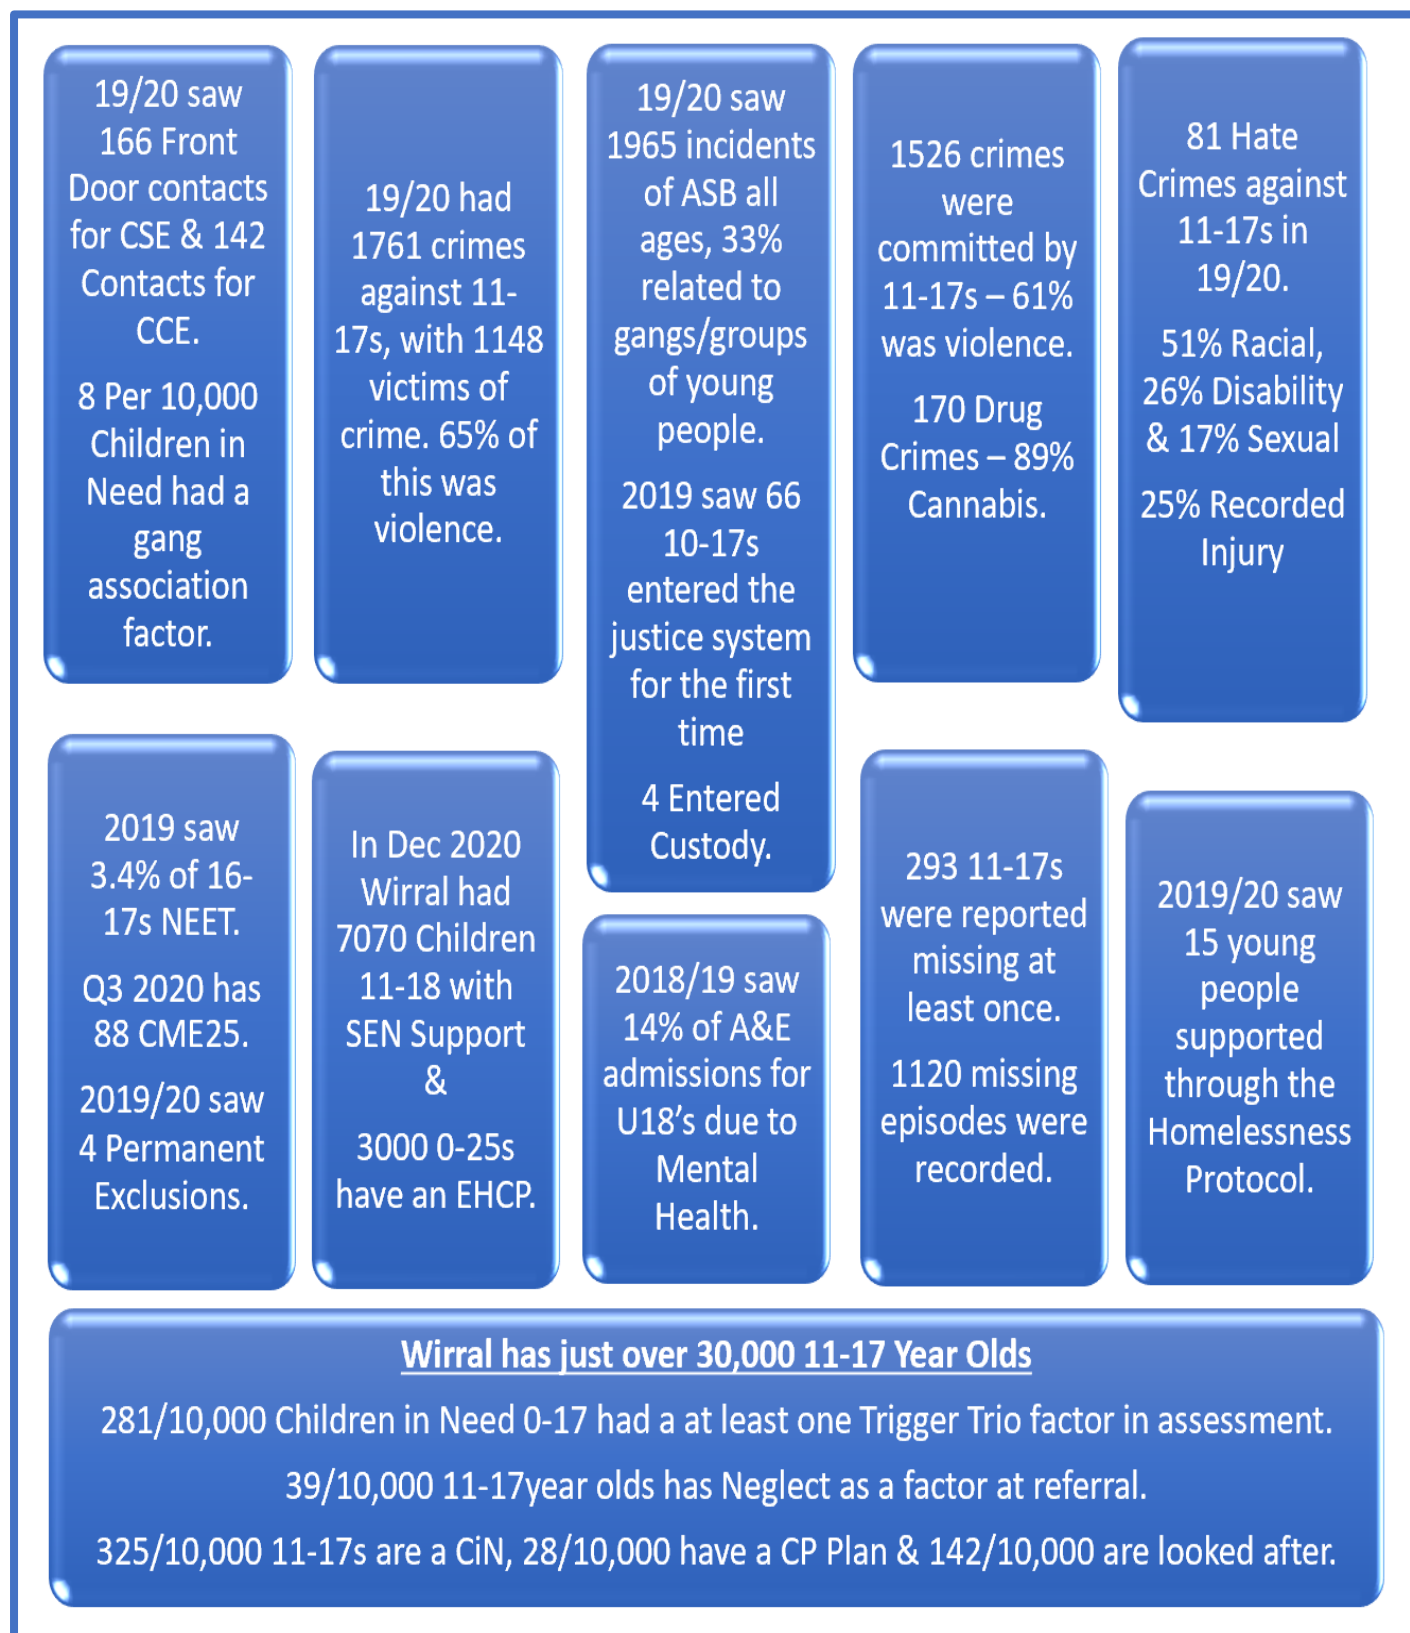 19/20 saw
166 Front
Door contacts
for CSE & 142
Contacts for
CCE.
8 Per 10,000
Children in
Need had a
gang
association
factor.
19/20 had
1761 crimes
against 11-
17s, with 1148
victims of
crime. 65% of
this was
violence.
19/20 saw
1965 incidents
of ASB all
ages, 33%
related to
gangs/groups
of young
people.
2019 saw 66
10-17s
entered the
justice system
for the first
time
4 Entered
Custody.
1526 crimes
were
committed by
11-17s – 61%
was violence.
170 Drug
Crimes – 89%
Cannabis.
81 Hate
Crimes against
11-17s in
19/20.
51% Racial,
26% Disability
& 17% Sexual
25% Recorded
Injury
2019 saw
3.4% of 16-
17s NEET.
Q3 2020 has
88 CME25.
2019/20 saw
4 Permanent
Exclusions.
In Dec 2020
Wirral had
7070 Children
11-18 with
SEN Support
&
3000 0-25s
have an EHCP.
2018/19 saw
14% of A&E
admissions for
U18’s due to
Mental
Health.
293 11-17s
were reported
missing at
least once.
1120 missing
episodes were
recorded.
2019/20 saw
15 young
people
supported
through the
Homelessness
Protocol.
Wirral has just over 30,000 11-17 Year Olds
281/10,000 Children in Need 0-17 had a at least one Trigger Trio factor in assessment.
39/10,000 11-17year olds has Neglect as a factor at referral.
325/10,000 11-17s are a CiN, 28/10,000 have a CP Plan & 142/10,000 are looked after.